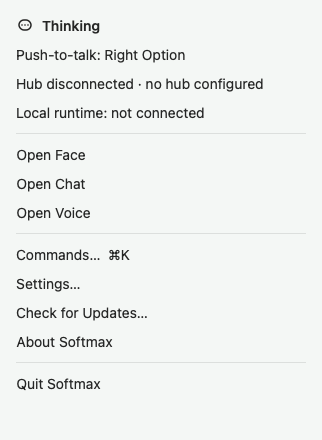 Thinking
Push-to-talk: Right Option
Hub disconnected · no hub configured
Local runtime: not connected
Open Face
Open Chat
Open Voice
Commands... ⌘K
Settings...
Check for Updates...
About Softmax
Quit Softmax